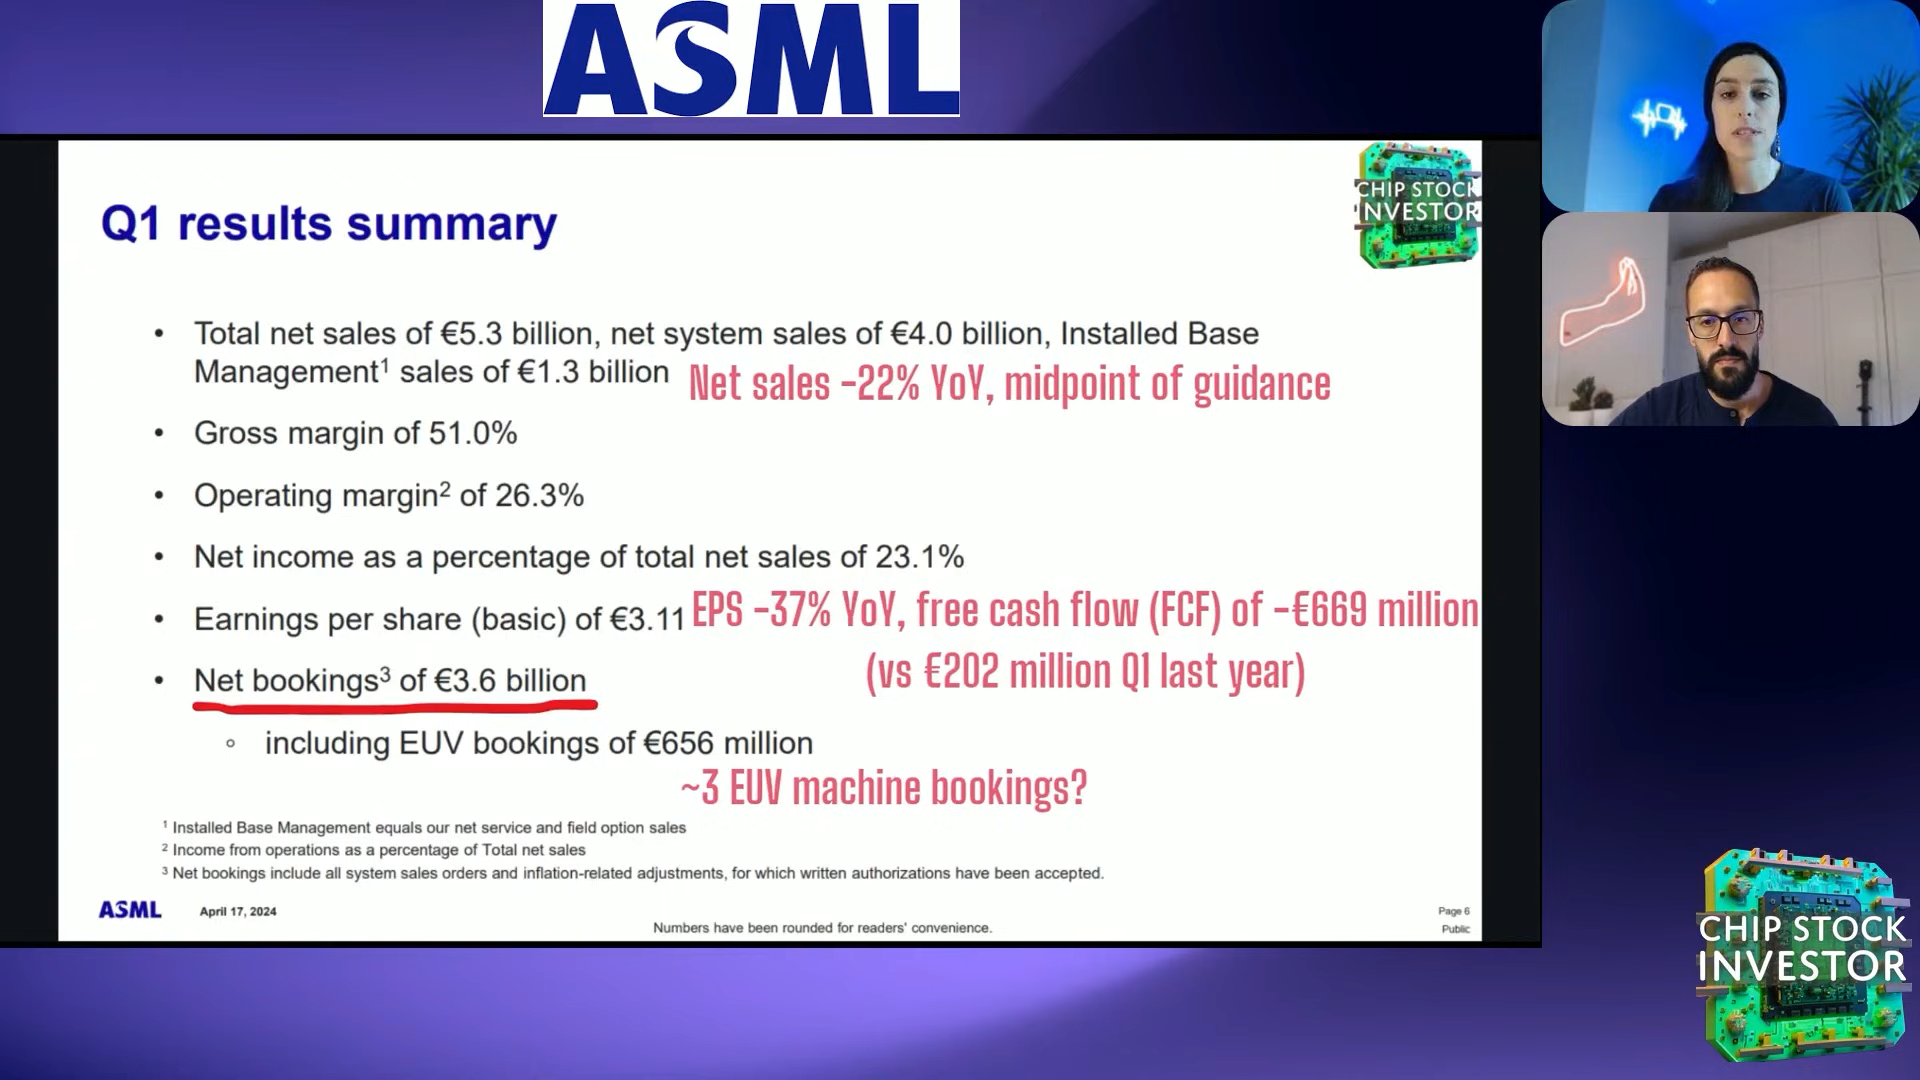 ASML
CHIP STOCK
INVESTOR
Q1 results summary
• Total net sales of €5.3 billion, net system sales of €4.0 billion, Installed Base
Management¹ sales of €1.3 billion
Net sales -22% YoY, midpoint of guidance
• Gross margin of 51.0%
• Operating margin² of 26.3%
• Net income as a percentage of total net sales of 23.1%
• Earnings per share (basic) of €3.11
EPS -37% YoY, free cash flow (FCF) of -€669 million
(vs €202 million Q1 last year)
• Net bookings³ of €3.6 billion
◦ including EUV bookings of €656 million
~3 EUV machine bookings?
¹ Installed Base Management equals our net service and field option sales
² Income from operations as a percentage of Total net sales
³ Net bookings include all system sales orders and inflation-related adjustments, for which written authorizations have been accepted.
ASML
April 17, 2024
Numbers have been rounded for readers' convenience.
Page 6
Public
CHIP STOCK
INVESTOR